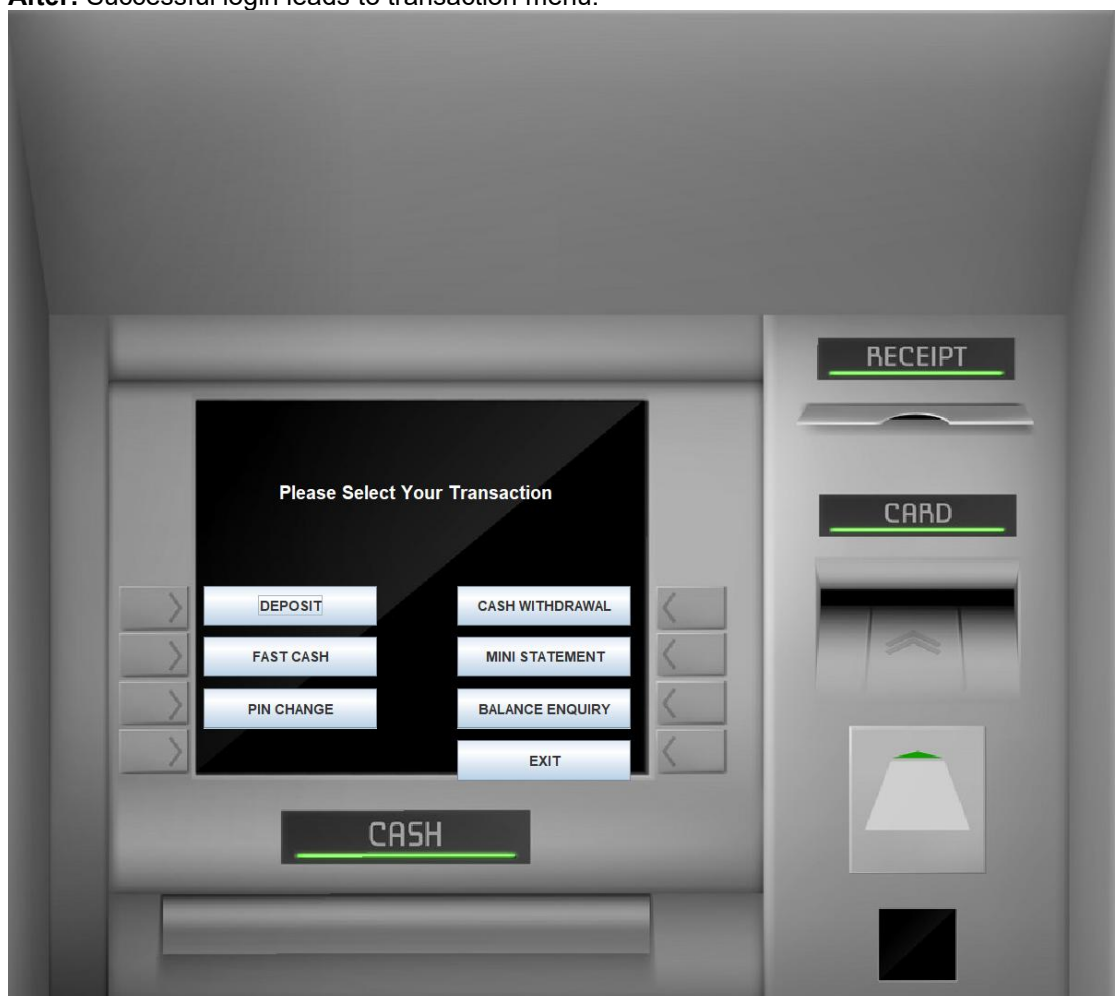 After: Successful login leads to transaction menu.
RECEIPT
Please Select Your Transaction
CARD
DEPOSIT
CASH WITHDRAWAL
FAST CASH
MINI STATEMENT
PIN CHANGE
BALANCE ENQUIRY
EXIT
CASH